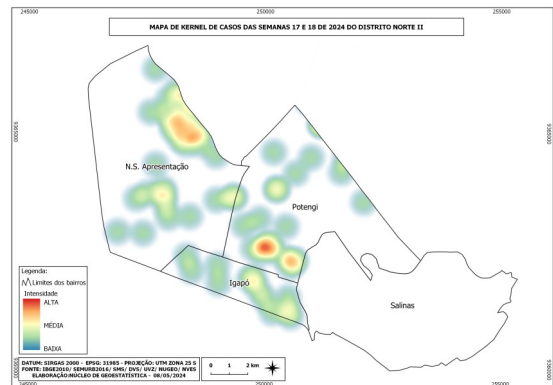 245000
250000
255000
MAPA DE KERNEL DE CASOS DAS SEMANAS 17 E 18 DE 2024 DO DISTRITO NORTE II
9365000
9365000
N.S. Apresentação
Potengi
Igapó
Salinas
Legenda:
Limites dos bairros
Intensidade
ALTA
MÉDIA
BAIXA
DATUM: SIRGAS 2000 - EPSG: 31985 - PROJEÇÃO: UTM ZONA 25 S
FONTE: IBGE2010/ SEMURB2016/ SMS/ DVS/ UVZ/ NUGEO/ NVES
ELABORAÇÃO:NÚCLEO DE GEOESTATÍSTICA - 08/05/2024
0 1 2 km
245000
250000
255000